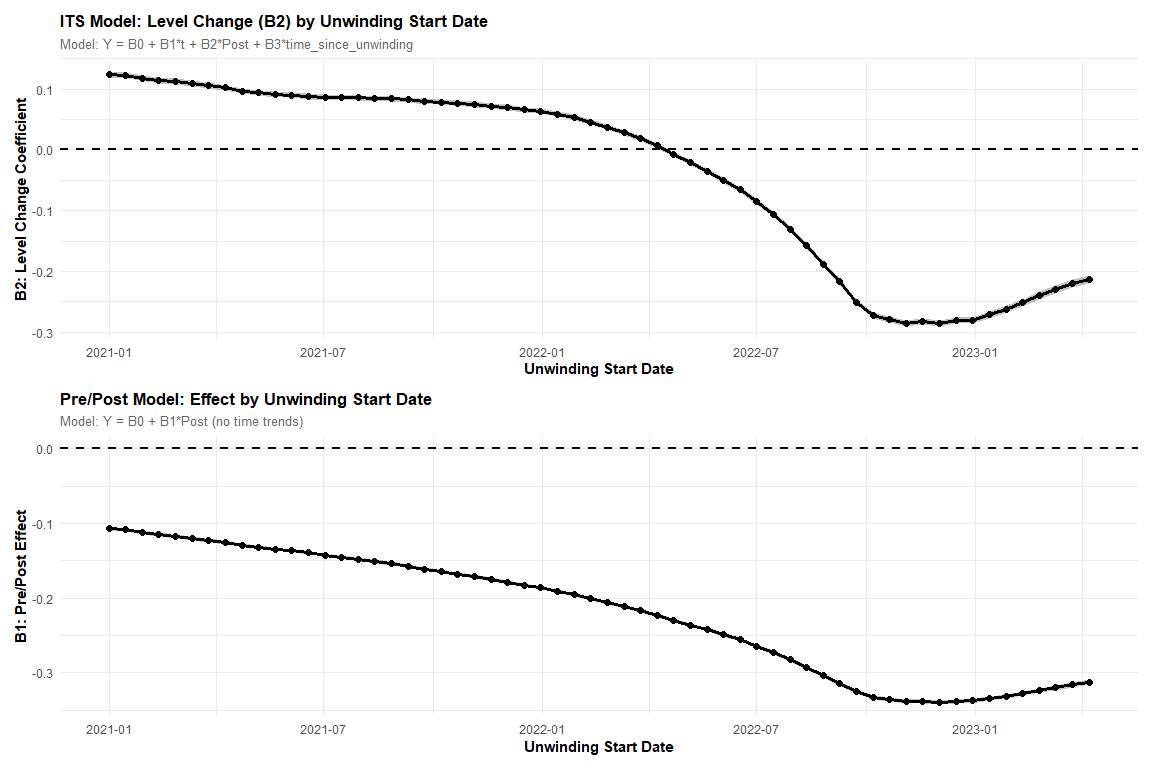 ITS Model: Level Change (B2) by Unwinding Start Date
Model: Y = B0 + B1*t + B2*Post + B3*time_since_unwinding
B2: Level Change Coefficient
0.1
0.0
-0.1
-0.2
-0.3
2021-01 2021-07 2022-01 2022-07 2023-01
Unwinding Start Date
Pre/Post Model: Effect by Unwinding Start Date
Model: Y = B0 + B1*Post (no time trends)
B1: Pre/Post Effect
0.0
-0.1
-0.2
-0.3
2021-01 2021-07 2022-01 2022-07 2023-01
Unwinding Start Date